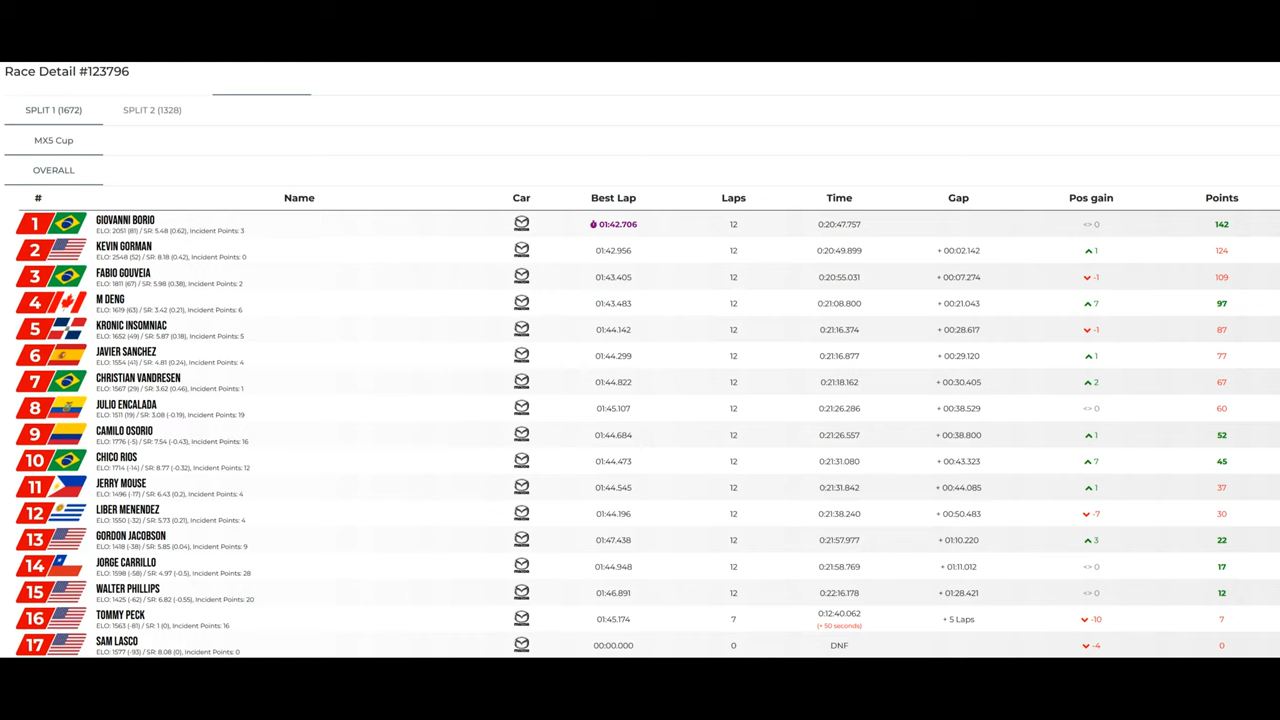 Race Detail #123796
SPLIT 1 (1672) SPLIT 2 (1328)
MX5 Cup
OVERALL
# Name Car Best Lap Laps Time Gap Pos gain Points
1 GIOVANNI BORIO 01:42.706 12 0:20:47.757 <> 0 142
ELO: 2051 (81) / SR: 5.48 (0.62), Incident Points: 3
2 KEVIN GORMAN 01:42.956 12 0:20:49.899 + 00:02.142 1 124
ELO: 2548 (52) / SR: 8.18 (0.42), Incident Points: 0
3 FABIO GOUVEIA 01:43.405 12 0:20:55.031 + 00:07.274 -1 109
ELO: 1811 (67) / SR: 5.98 (0.38), Incident Points: 2
4 M DENG 01:43.483 12 0:21:08.800 + 00:21.043 7 97
ELO: 1619 (63) / SR: 3.42 (0.21), Incident Points: 6
5 KRONIC INSOMNIAC 01:44.142 12 0:21:16.374 + 00:28.617 -1 87
ELO: 1652 (49) / SR: 5.87 (0.18), Incident Points: 5
6 JAVIER SANCHEZ 01:44.299 12 0:21:16.877 + 00:29.120 1 77
ELO: 1554 (41) / SR: 4.81 (0.24), Incident Points: 4
7 CHRISTIAN VANDRESEN 01:44.822 12 0:21:18.162 + 00:30.405 2 67
ELO: 1567 (29) / SR: 3.62 (0.46), Incident Points: 1
8 JULIO ENCALADA 01:45.107 12 0:21:26.286 + 00:38.529 <> 0 60
ELO: 1511 (19) / SR: 3.08 (-0.19), Incident Points: 19
9 CAMILO OSORIO 01:44.684 12 0:21:26.557 + 00:38.800 1 52
ELO: 1776 (-5) / SR: 7.54 (-0.43), Incident Points: 16
10 CHICO RIOS 01:44.473 12 0:21:31.080 + 00:43.323 7 45
ELO: 1714 (-14) / SR: 8.77 (-0.32), Incident Points: 12
11 JERRY MOUSE 01:44.545 12 0:21:31.842 + 00:44.085 1 37
ELO: 1496 (-17) / SR: 6.43 (0.2), Incident Points: 4
12 LIBER MENENDEZ 01:44.196 12 0:21:38.240 + 00:50.483 -7 30
ELO: 1550 (-32) / SR: 5.73 (0.21), Incident Points: 4
13 GORDON JACOBSON 01:47.438 12 0:21:57.977 + 01:10.220 3 22
ELO: 1418 (-38) / SR: 5.85 (0.04), Incident Points: 9
14 JORGE CARRILLO 01:44.948 12 0:21:58.769 + 01:11.012 <> 0 17
ELO: 1598 (-58) / SR: 4.97 (-0.5), Incident Points: 28
15 WALTER PHILLIPS 01:46.891 12 0:22:16.178 + 01:28.421 <> 0 12
ELO: 1425 (-62) / SR: 6.82 (-0.55), Incident Points: 20
16 TOMMY PECK 01:45.174 7 0:12:40.062 + 5 Laps -10 7
ELO: 1563 (-81) / SR: 1 (0), Incident Points: 16 (+ 50 seconds)
17 SAM LASCO 00:00.000 0 DNF -4 0
ELO: 1577 (-93) / SR: 8.08 (0), Incident Points: 0